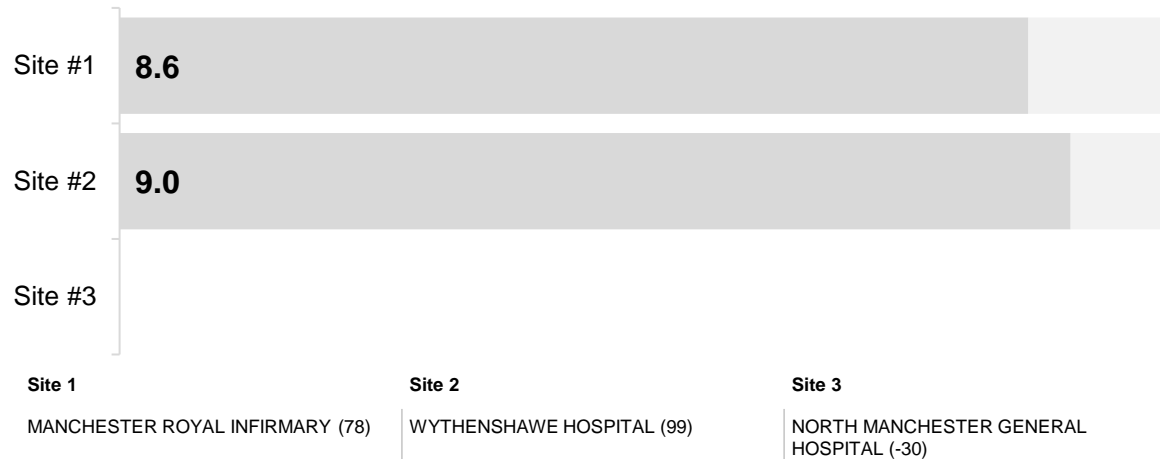 Site #1
8.6
Site #2
9.0
Site #3
Site 1
Site 2
Site 3
MANCHESTER ROYAL INFIRMARY (78)
WYTHENSHAWE HOSPITAL (99)
NORTH MANCHESTER GENERAL
HOSPITAL (-30)